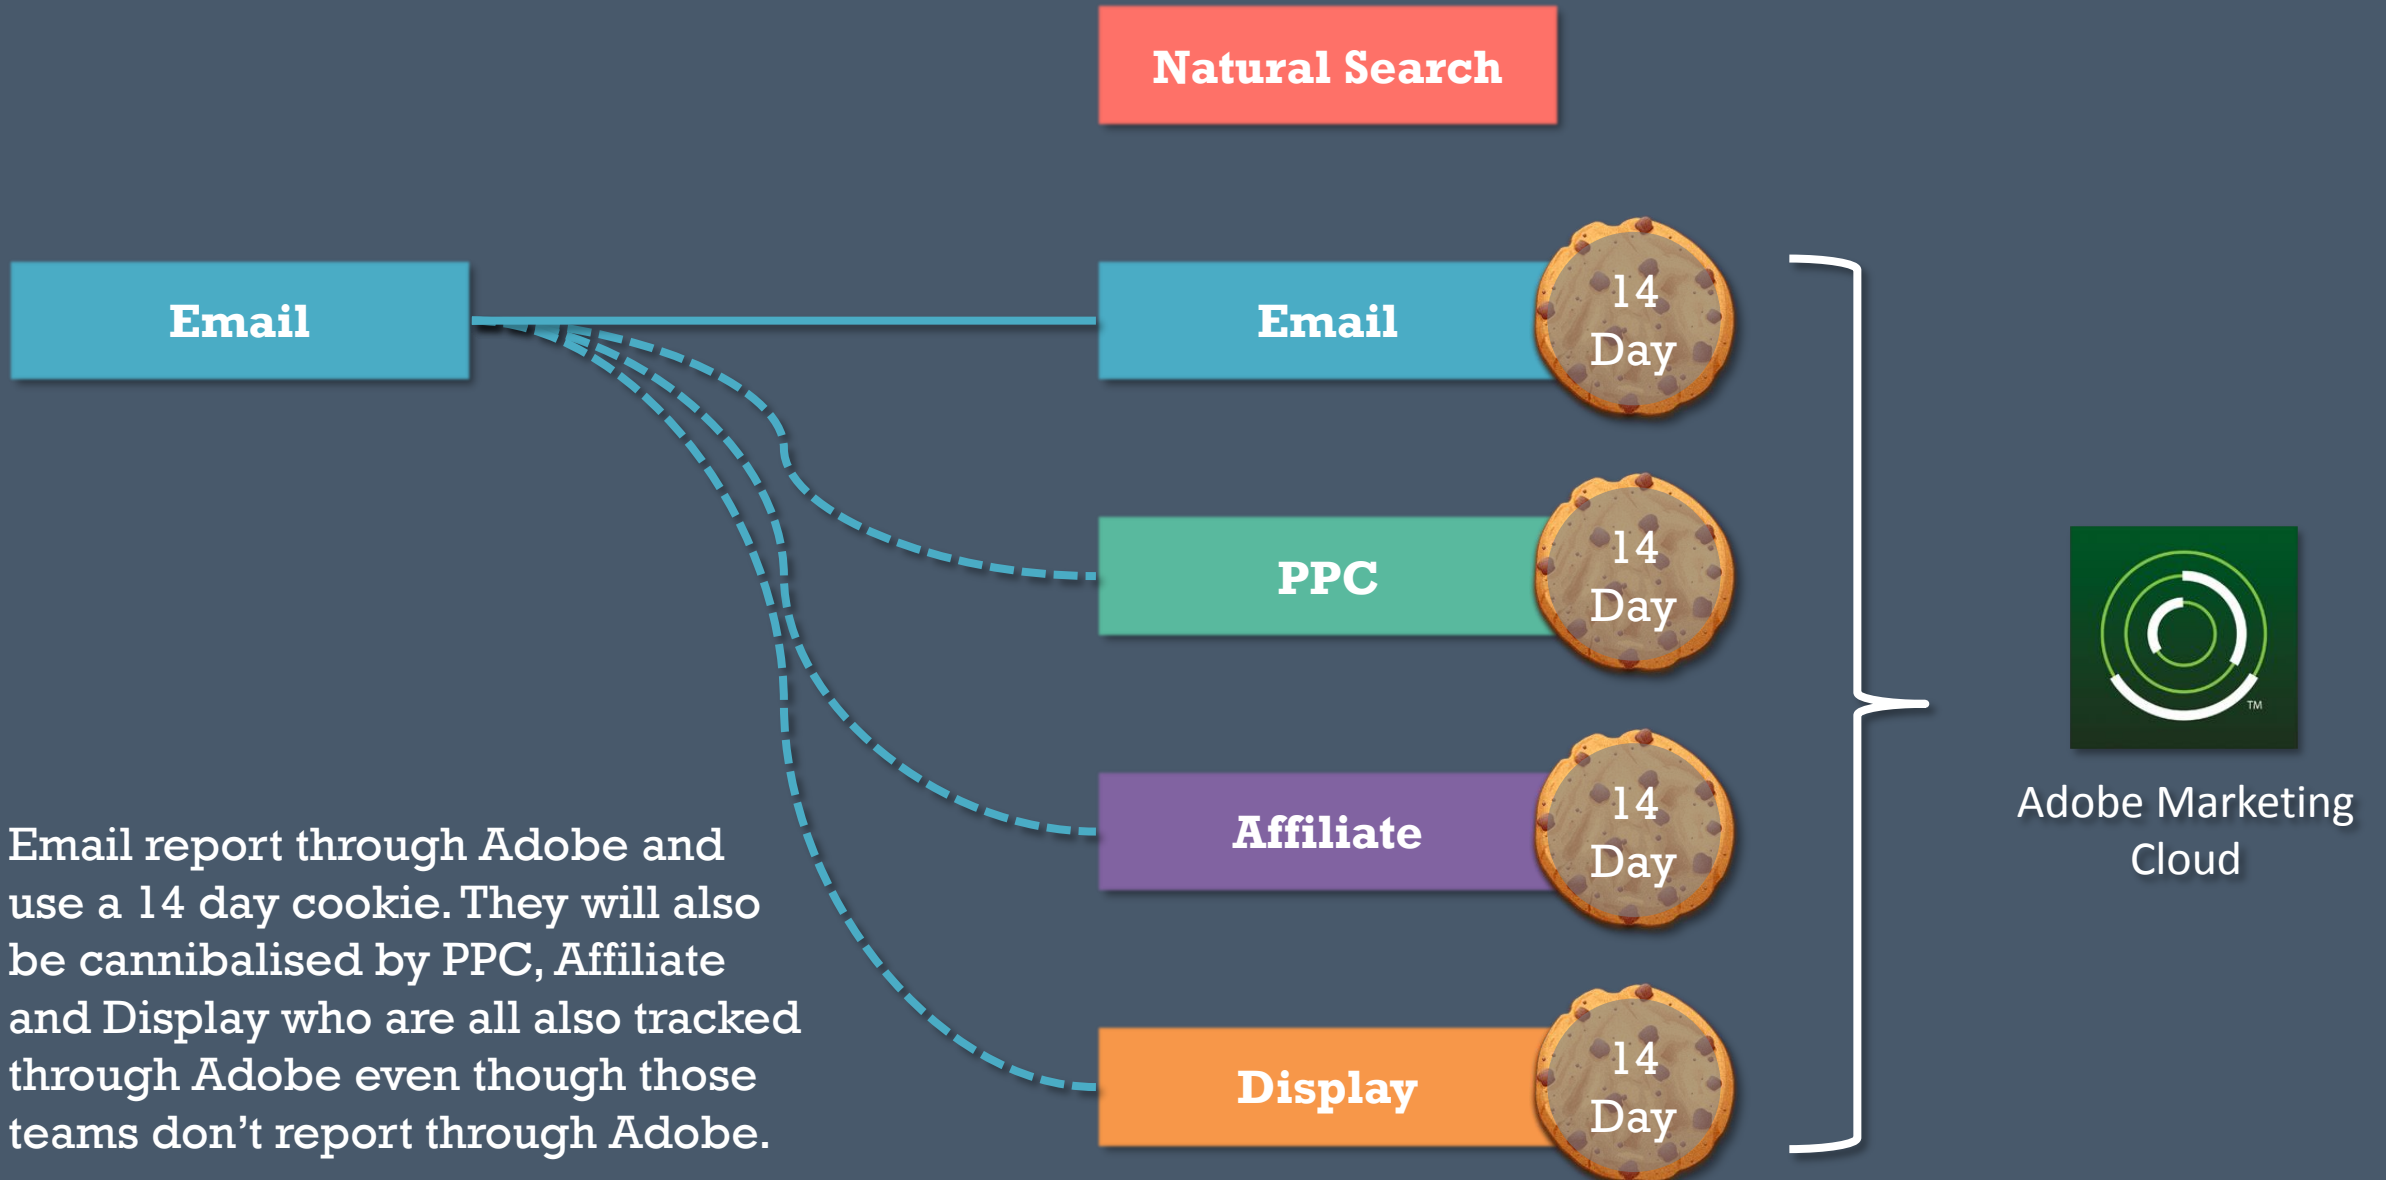 Natural Search
Email
Email
14
Day
PPC
14
Day
TM
Adobe Marketing
Cloud
Affiliate
14
Day
Display
14
Day
Email report through Adobe and
use a 14 day cookie. They will also
be cannibalised by PPC, Affiliate
and Display who are all also tracked
through Adobe even though those
teams don’t report through Adobe.